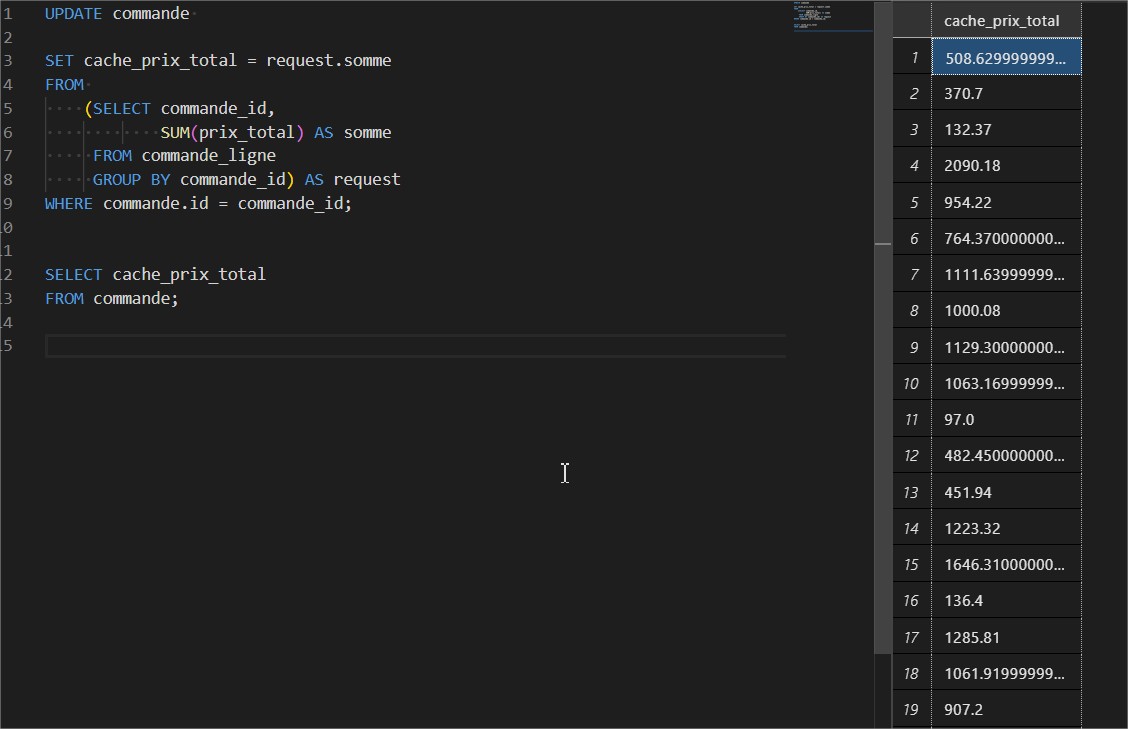 1 UPDATE commande
2
3 SET cache_prix_total = request.somme
4 FROM
5 (SELECT commande_id,
6 SUM(prix_total) AS somme
7 FROM commande_ligne
8 GROUP BY commande_id) AS request
9 WHERE commande.id = commande_id;
10
11
12 SELECT cache_prix_total
13 FROM commande;
14
15
cache_prix_total
1 508.629999999...
2 370.7
3 132.37
4 2090.18
5 954.22
6 764.370000000...
7 1111.63999999...
8 1000.08
9 1129.30000000...
10 1063.16999999...
11 97.0
12 482.450000000...
13 451.94
14 1223.32
15 1646.31000000...
16 136.4
17 1285.81
18 1061.91999999...
19 907.2